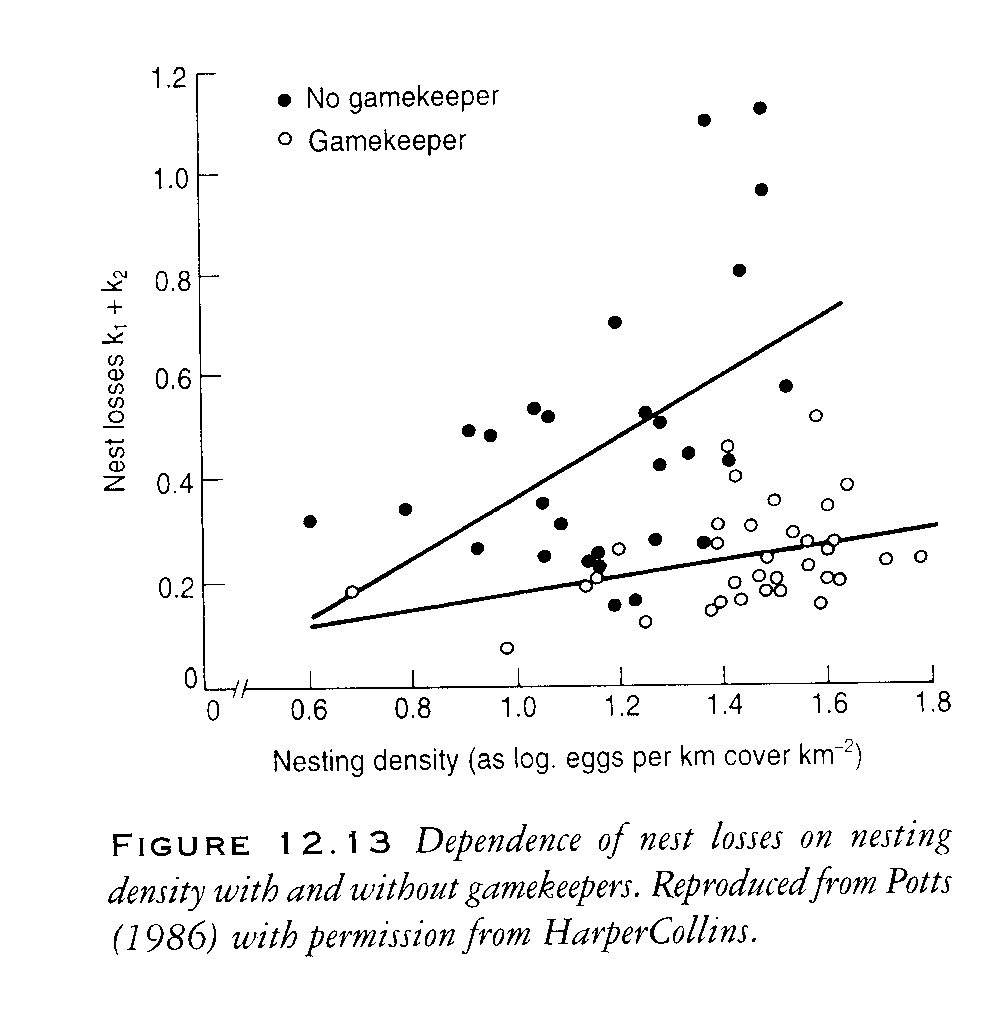 1.2
1.0
0.8
0.6
0.4
0.2
0
● No gamekeeper
○ Gamekeeper
Nest losses k₁ + k₂
0 0.6 0.8 1.0 1.2 1.4 1.6 1.8
Nesting density (as log. eggs per km cover km⁻²)
FIGURE 12.13 Dependence of nest losses on nesting
density with and without gamekeepers. Reproduced from Potts
(1986) with permission from HarperCollins.